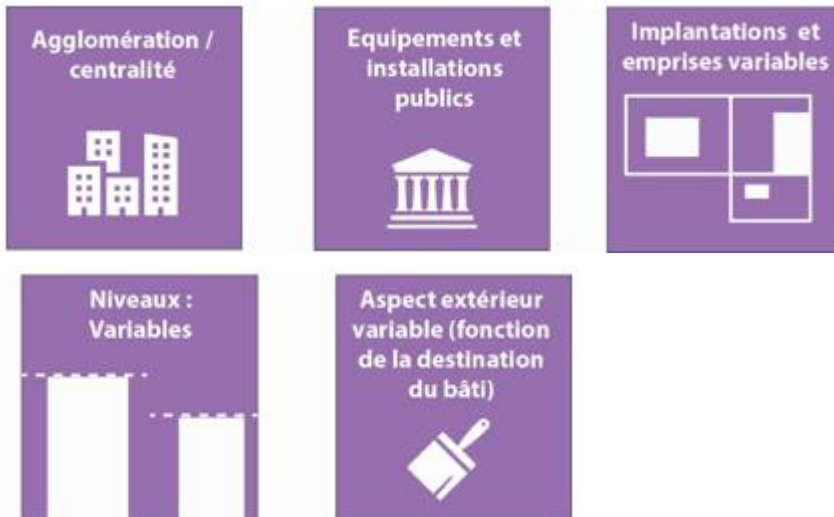 Agglomération /
centralité
Equipements et
installations
publics
Implantations et
emprises variables
Niveaux :
Variables
Aspect extérieur
variable (fonction
de la destination
du bâti)